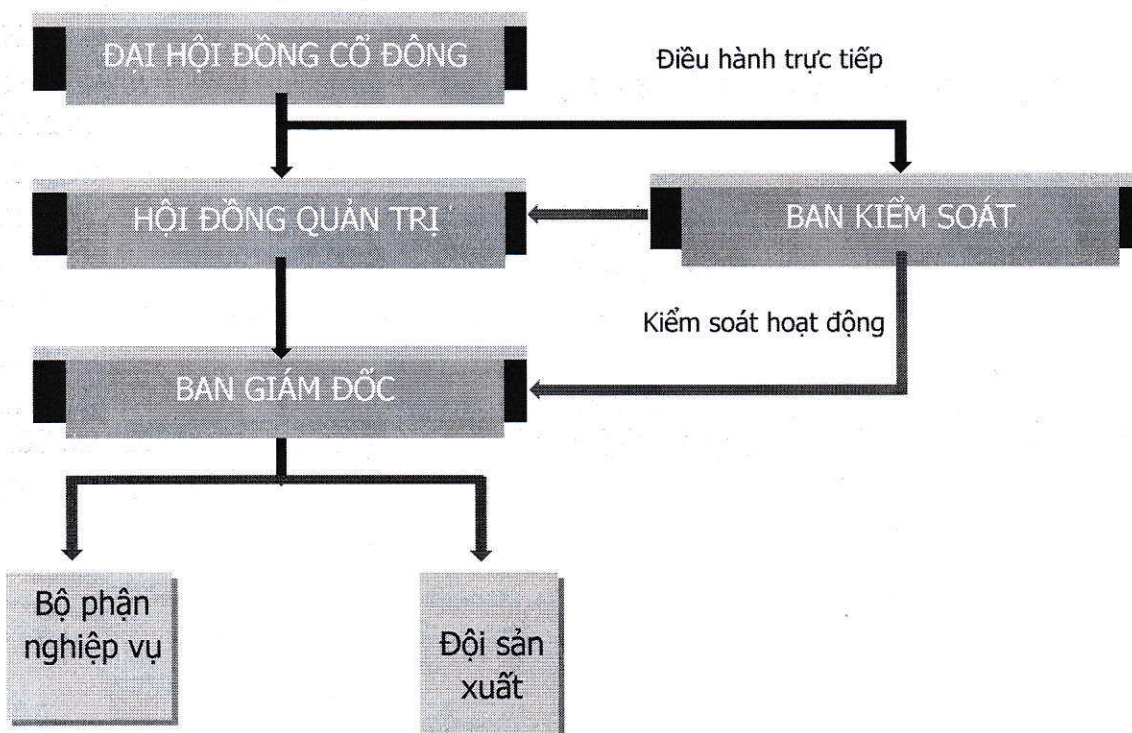 ĐẠI HỘI ĐỒNG CỔ ĐÔNG
Điều hành trực tiếp
HỘI ĐỒNG QUẢN TRỊ
BAN KIỂM SOÁT
Kiểm soát hoạt động
BAN GIÁM ĐỐC
Bộ phận
nghiệp vụ
Đội sản
xuất